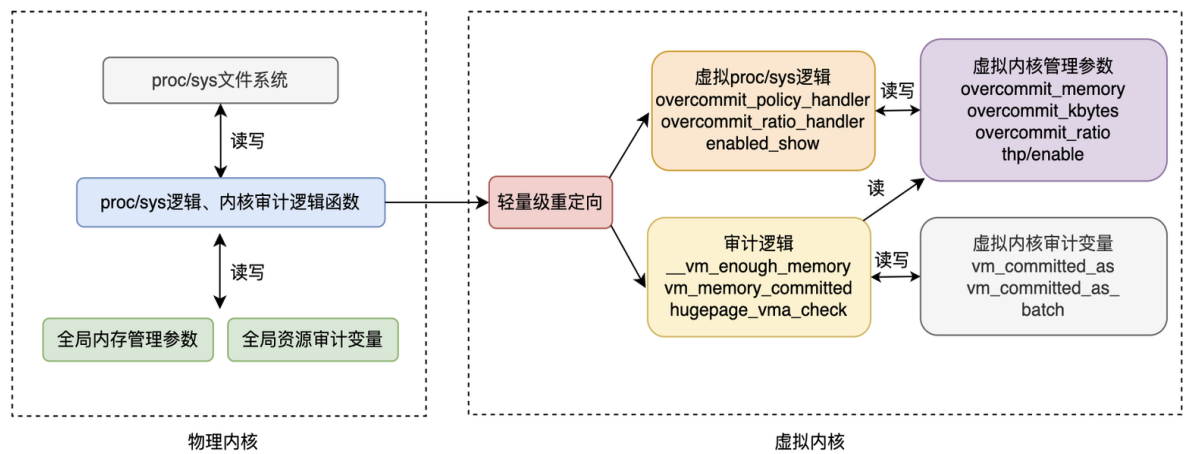 proc/sys文件系统
读写
proc/sys逻辑、内核审计逻辑函数
读写
全局内存管理参数
全局资源审计变量
物理内核
轻量级重定向
虚拟proc/sys逻辑
overcommit_policy_handler
overcommit_ratio_handler
enabled_show
读写
虚拟内核管理参数
overcommit_memory
overcommit_kbytes
overcommit_ratio
thp/enable
读
审计逻辑
__vm_enough_memory
vm_memory_committed
hugepage_vma_check
读写
虚拟内核审计变量
vm_committed_as
vm_committed_as_
batch
虚拟内核